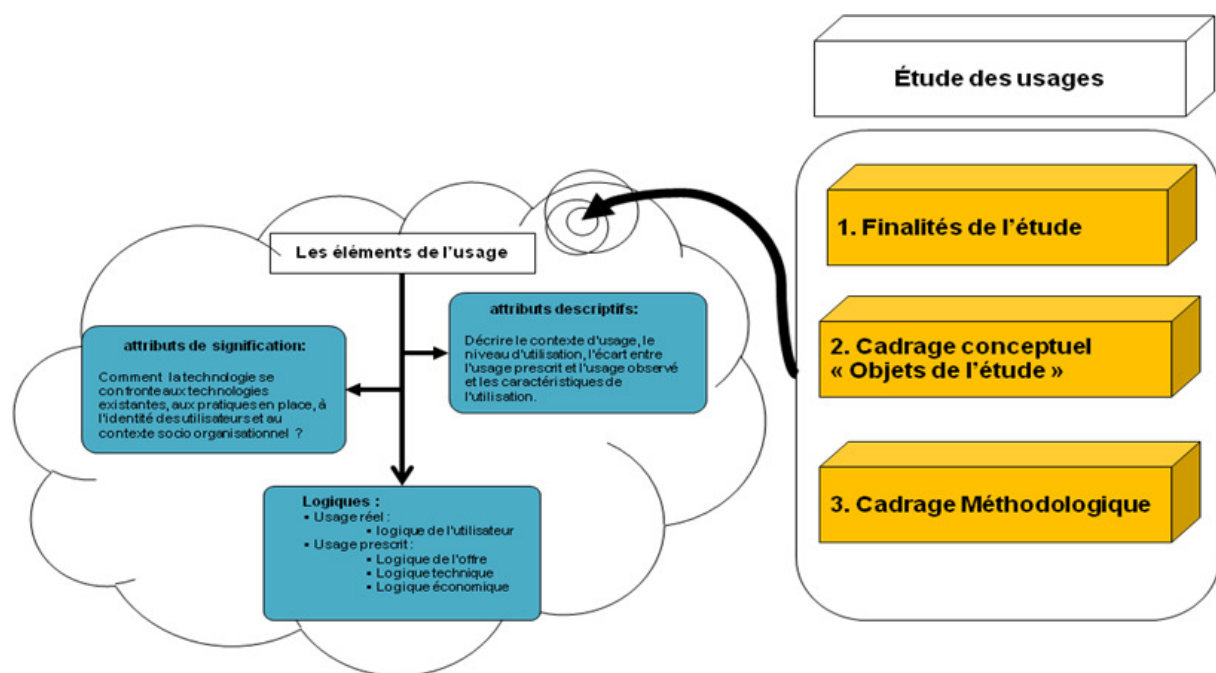 Étude des usages
1. Finalités de l'étude
2. Cadrage conceptuel
« Objets de l'étude »
3. Cadrage Méthodologique
Les éléments de l'usage
attributs descriptifs:
Décrire le contexte d'usage, le
niveau d'utilisation, l'écart entre
l'usage prescrit et l'usage observé
et les caractéristiques de
l'utilisation.
attributs de signification:
Comment la technologie se
confronte aux technologies
existantes, aux pratiques en place, à
l'identité des utilisateurs et au
contexte socio organisationnel ?
Logiques :
▪ Usage réel :
▪ logique de l'utilisateur
▪ Usage prescrit :
▪ Logique de l'offre
▪ Logique technique
▪ Logique économique